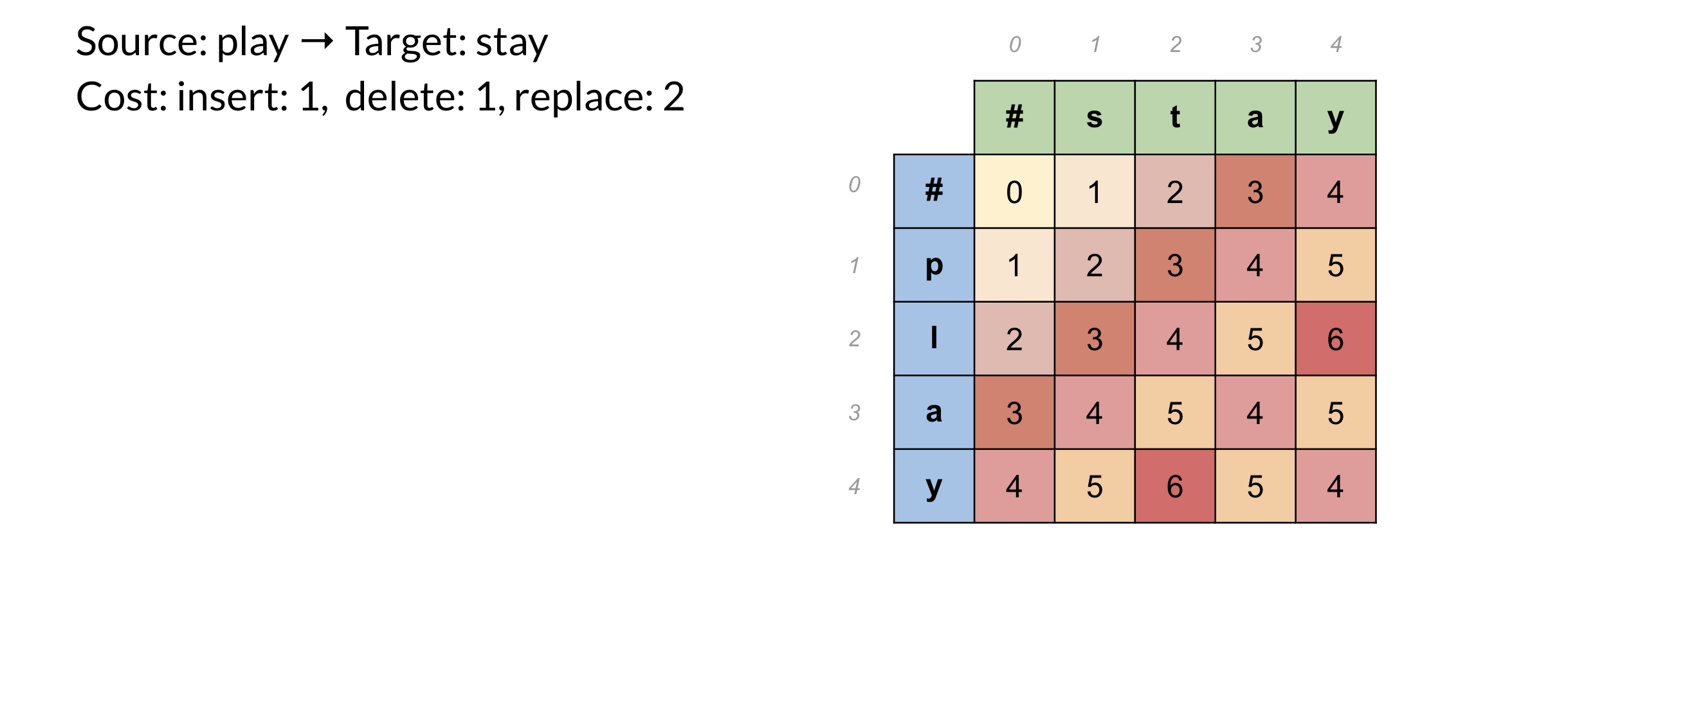 Source: play → Target: stay
Cost: insert: 1, delete: 1, replace: 2
0 1 2 3 4
# s t a y
0 # 0 1 2 3 4
1 p 1 2 3 4 5
2 l 2 3 4 5 6
3 a 3 4 5 4 5
4 y 4 5 6 5 4